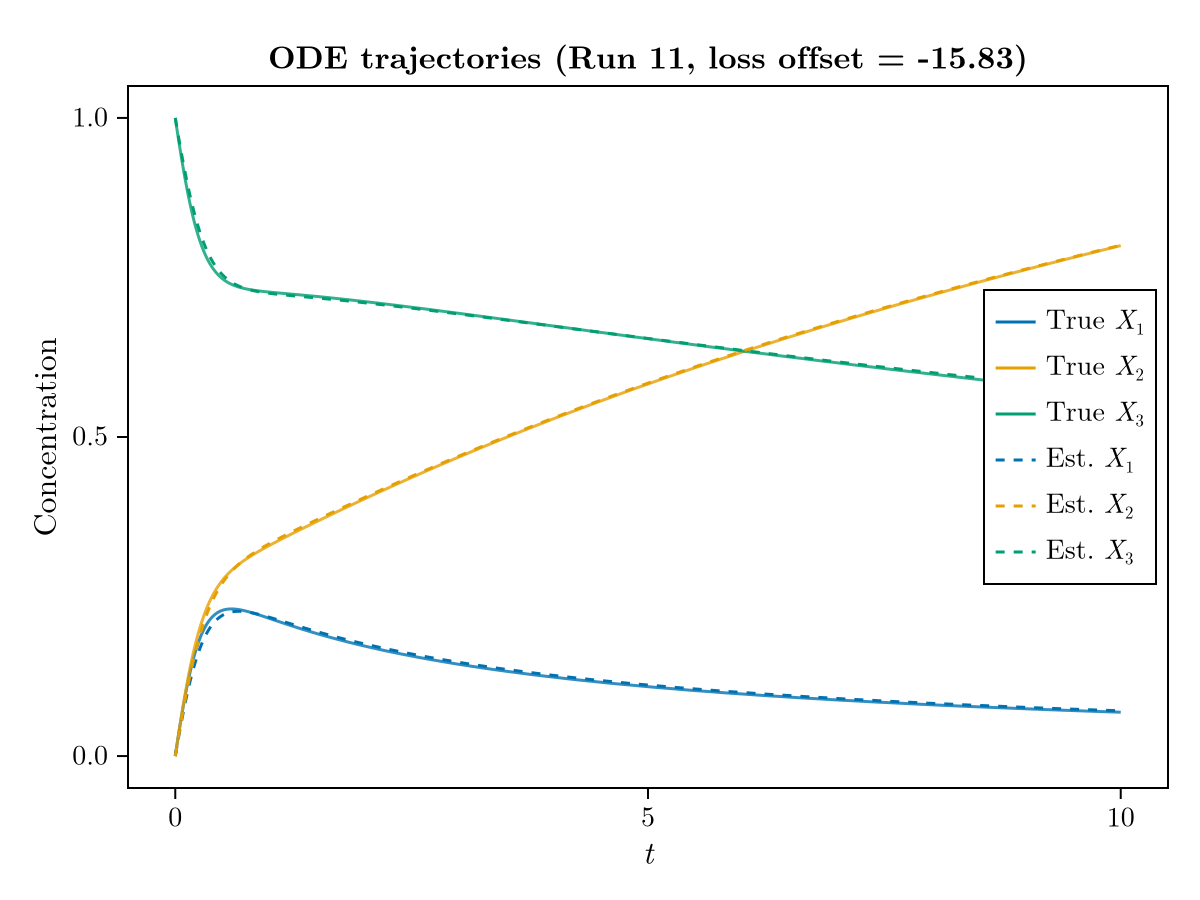 ODE trajectories (Run 11, loss offset = -15.83)
Concentration
1.0
0.5
0.0
0
5
10
t
True X₁
True X₂
True X₃
Est. X₁
Est. X₂
Est. X₃